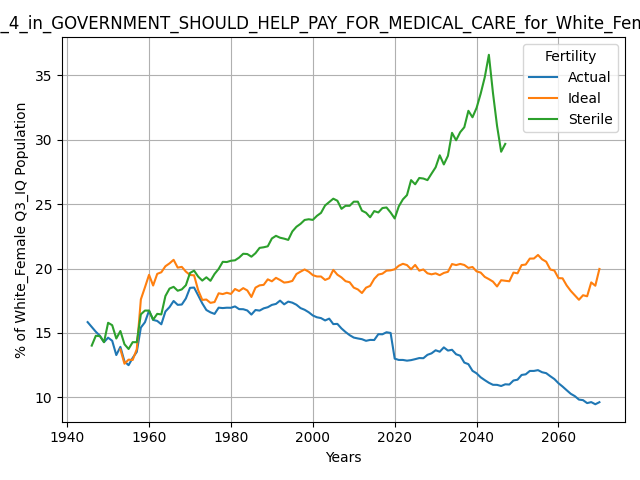 _4_in_GOVERNMENT_SHOULD_HELP_PAY_FOR_MEDICAL_CARE_for_White_Fem
Fertility
Actual
Ideal
Sterile
% of White_Female Q3_IQ Population
35
30
25
20
15
10
1940
1960
1980
2000
2020
2040
2060
Years